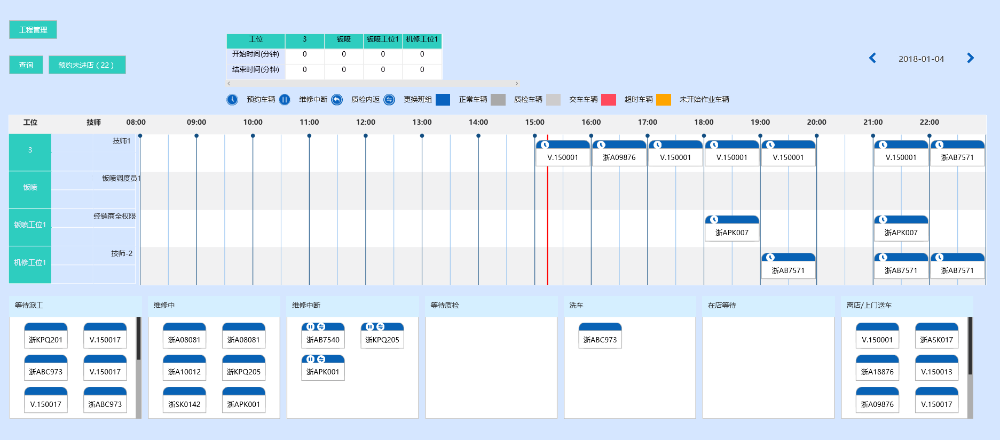 工程管理
查询 预约未进店（22）
工位 3 钣喷 钣喷工位1 机修工位1
开始时间(分钟) 0 0 0 0
结束时间(分钟) 0 0 0 0
2018-01-04
预约车辆 维修中断 质检内返 更换班组 正常车辆 质检车辆 交车车辆 超时车辆 未开始作业车辆
工位 技师 08:00 09:00 10:00 11:00 12:00 13:00 14:00 15:00 16:00 17:00 18:00 19:00 20:00 21:00 22:00
3 技师1 V.150001 浙A09876 V.150001 V.150001 V.150001 V.150001 浙AB7571
钣喷 钣喷调度员1
钣喷工位1 经销商全权限 浙APK007 浙APK007
机修工位1 技师-2 浙AB7571 浙AB7571 浙AB7571
等待派工 维修中 维修中断 等待质检 洗车 在店等待 离店/上门送车
浙KPQ201 V.150017 浙A08081 浙A08081 浙AB7540 浙KPQ205 浙ABC973 V.150001 浙ASK017
浙ABC973 V.150017 浙A10012 浙KPQ205 浙APK001 浙A18876 V.150013
V.150017 浙ABC973 浙SK0142 浙APK001 浙A09876 V.150017